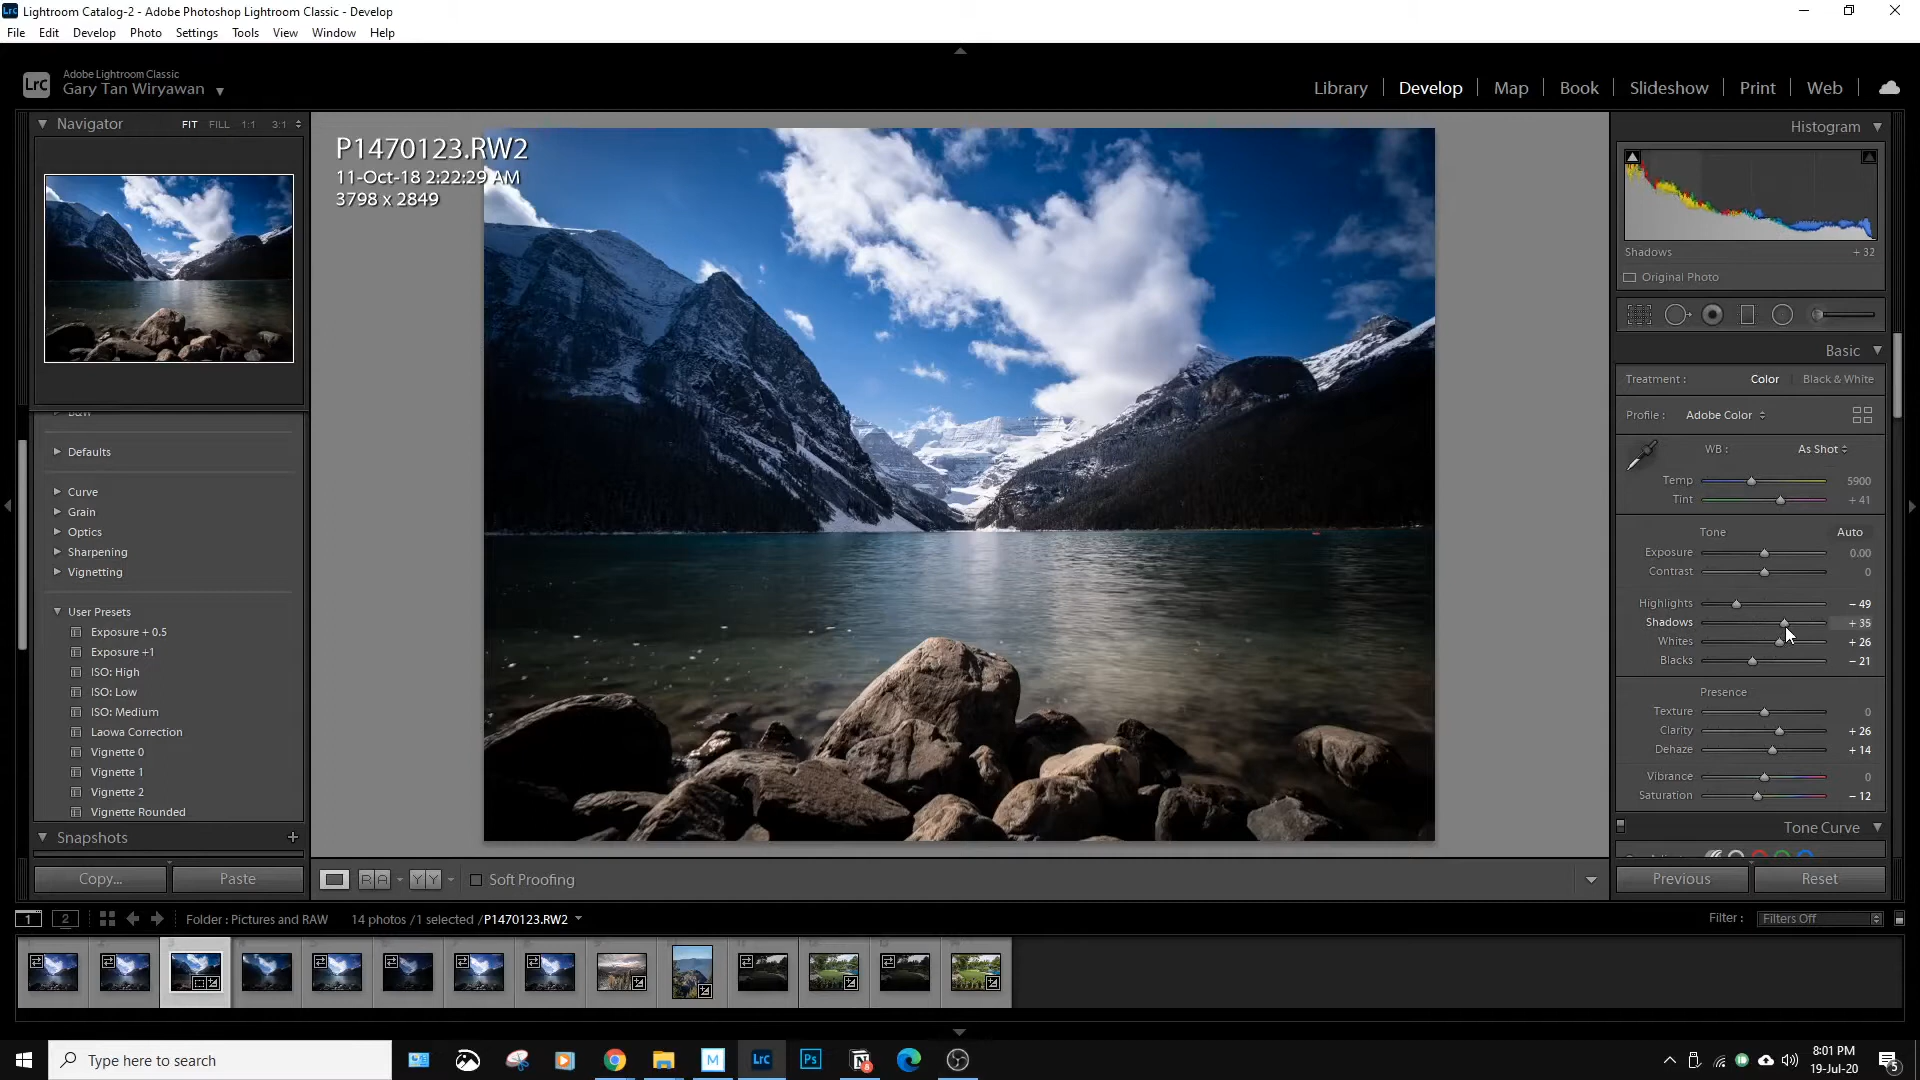 Lightroom Catalog-2 - Adobe Photoshop Lightroom Classic - Develop
File Edit Develop Photo Settings Tools View Window Help
LrC Adobe Lightroom Classic
Gary Tan Wiryawan
Library Develop Map Book Slideshow Print Web
Navigator FIT FILL 1:1 3:1
Defaults
Curve
Grain
Optics
Sharpening
Vignetting
User Presets
Exposure + 0.5
Exposure +1
ISO: High
ISO: Low
ISO: Medium
Laowa Correction
Vignette 0
Vignette 1
Vignette 2
Vignette Rounded
Snapshots
Copy... Paste
P1470123.RW2
11-Oct-18 2:22:29 AM
3798 x 2849
Soft Proofing
Histogram
Shadows + 32
Original Photo
Basic
Treatment : Color Black & White
Profile : Adobe Color
WB : As Shot
Temp 5900
Tint + 41
Tone Auto
Exposure 0.00
Contrast 0
Highlights − 49
Shadows + 35
Whites + 26
Blacks − 21
Presence
Texture 0
Clarity + 26
Dehaze + 14
Vibrance 0
Saturation − 12
Tone Curve
Previous Reset
1 2 Folder : Pictures and RAW 14 photos /1 selected /P1470123.RW2 Filter : Filters Off
Type here to search
M LrC Ps
8:01 PM
19-Jul-20
5